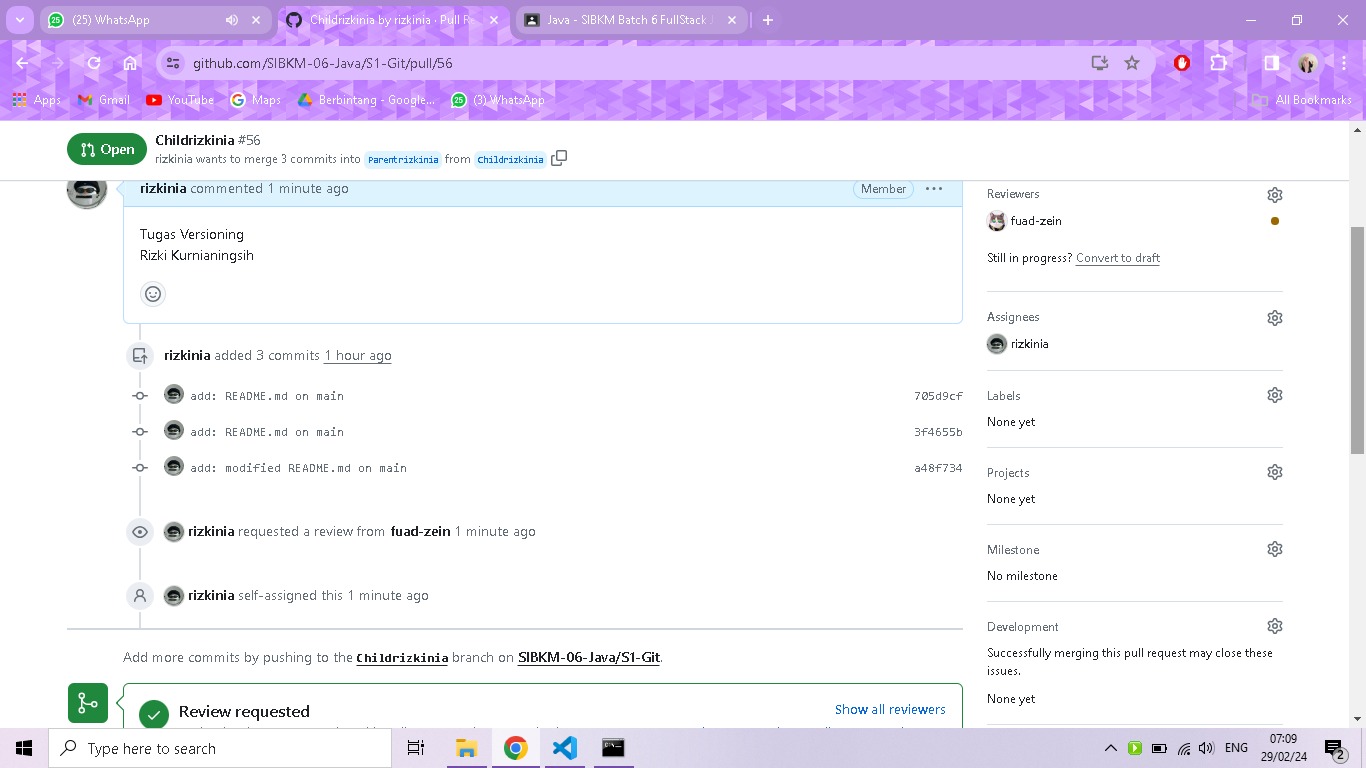 (25) WhatsApp
Childrizkinia by rizkinia · Pull Re
Java - SIBKM Batch 6 FullStack J
github.com/SIBKM-06-Java/S1-Git/pull/56
Apps
Gmail
YouTube
Maps
Berbintang - Google...
(3) WhatsApp
All Bookmarks
Open
Childrizkinia #56
rizkinia wants to merge 3 commits into Parentrizkinia from Childrizkinia
rizkinia commented 1 minute ago
Member
Tugas Versioning
Rizki Kurnianingsih
rizkinia added 3 commits 1 hour ago
add: README.md on main 705d9cf
add: README.md on main 3f4655b
add: modified README.md on main a48f734
rizkinia requested a review from fuad-zein 1 minute ago
rizkinia self-assigned this 1 minute ago
Add more commits by pushing to the Childrizkinia branch on SIBKM-06-Java/S1-Git.
Review requested
Show all reviewers
Reviewers
fuad-zein
Still in progress? Convert to draft
Assignees
rizkinia
Labels
None yet
Projects
None yet
Milestone
No milestone
Development
Successfully merging this pull request may close these
issues.
None yet
Type here to search
ENG
07:09
29/02/24
2